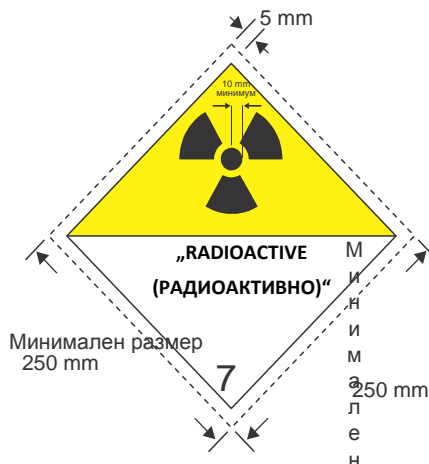 5 mm
10 mm
минимум
„RADIOACTIVE
(РАДИОАКТИВНО)“
Минимален размер
250 mm
7
М
и
н
и
м
а
л
е
н
250 mm